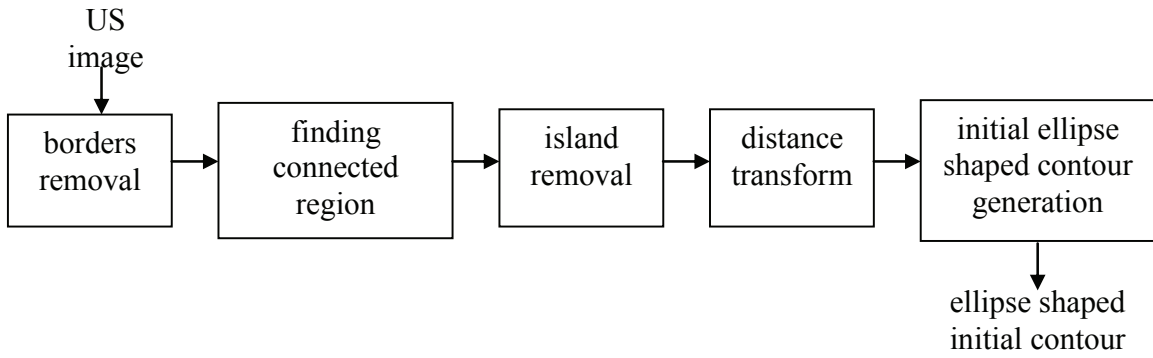 US
image
borders
removal
finding
connected
region
island
removal
distance
transform
initial ellipse
shaped contour
generation
ellipse shaped
initial contour